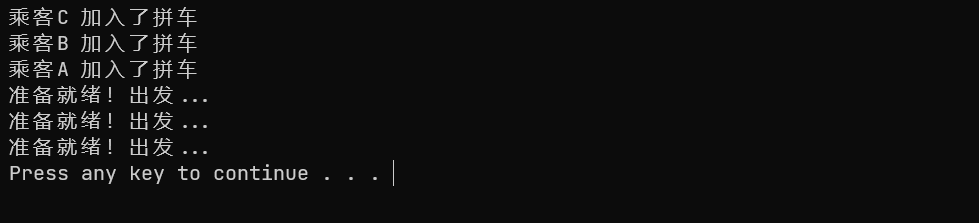 乘客C 加入了拼车
乘客B 加入了拼车
乘客A 加入了拼车
准备就绪! 出发...
准备就绪! 出发...
准备就绪! 出发...
Press any key to continue . . .